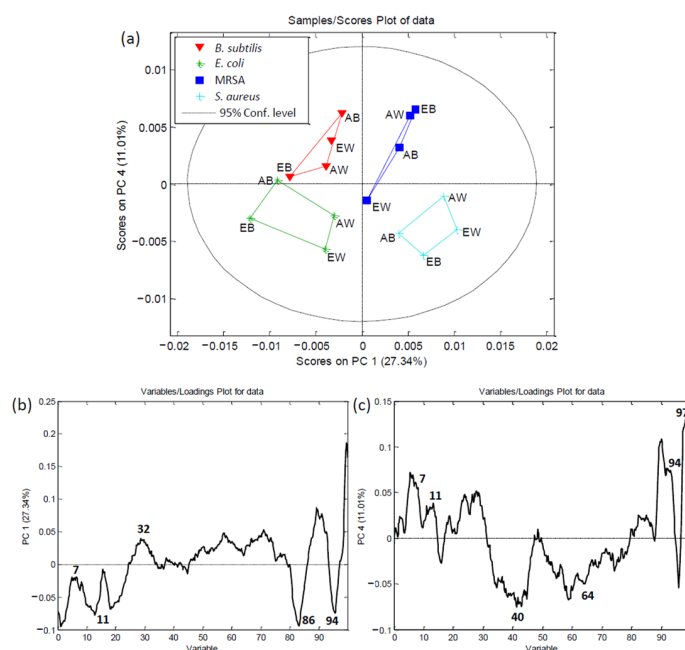 Samples/Scores Plot of data
(a)
B. subtilis
E. coli
MRSA
S. aureus
95% Conf. level
Scores on PC 4 (11.01%)
0.01
0.005
0
-0.005
-0.01
AB
EW
AW
EB
AB
EB
AW
EW
AW
EB
AB
EW
AW
AB
EW
EB
-0.02
-0.015
-0.01
-0.005
0
0.005
0.01
0.015
0.02
Scores on PC 1 (27.34%)
(b)
Variables/Loadings Plot for data
PC 1 (27.34%)
0.25
0.2
0.15
0.1
0.05
0
-0.05
-0.1
7
11
32
86
94
0 10 20 30 40 50 60 70 80 90
Variable
(c)
Variables/Loadings Plot for data
PC 4 (11.01%)
0.15
0.1
0.05
0
-0.05
-0.1
7
11
40
64
94
97
0 10 20 30 40 50 60 70 80 90
Variable